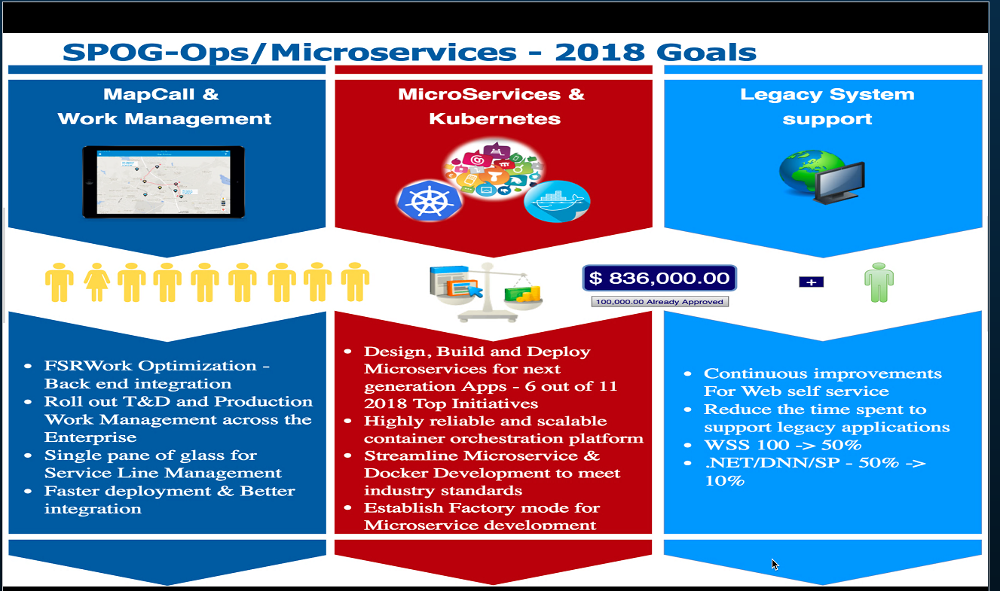 SPOG-Ops/Microservices - 2018 Goals
MapCall &
Work Management
MicroServices &
Kubernetes
Legacy System
support
$ 836,000.00
100,000.00 Already Approved
+
• FSRWork Optimization -
Back end integration
• Roll out T&D and Production
Work Management across the
Enterprise
• Single pane of glass for
Service Line Management
• Faster deployment & Better
integration
• Design, Build and Deploy
Microservices for next
generation Apps - 6 out of 11
2018 Top Initiatives
• Highly reliable and scalable
container orchestration platform
• Streamline Microservice &
Docker Development to meet
industry standards
• Establish Factory mode for
Microservice development
• Continuous improvements
For Web self service
• Reduce the time spent to
support legacy applications
• WSS 100 -> 50%
• .NET/DNN/SP - 50% ->
10%